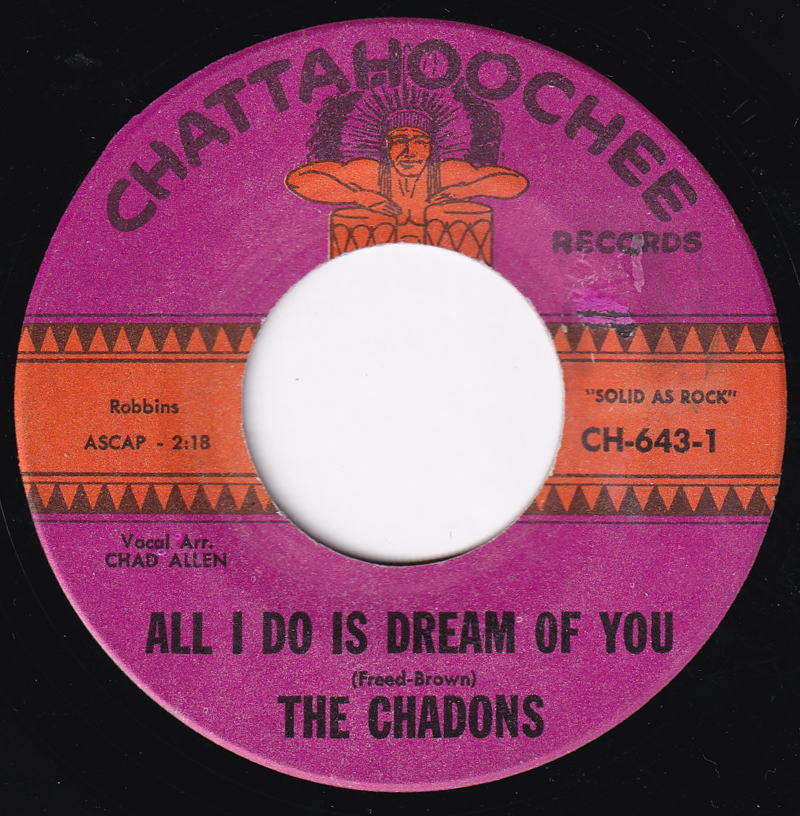 CHATTAHOOCHEE
RECORDS
Robbins
ASCAP - 2:18
"SOLID AS ROCK"
CH-643-1
Vocal Arr.
CHAD ALLEN
ALL I DO IS DREAM OF YOU
(Freed-Brown)
THE CHADONS